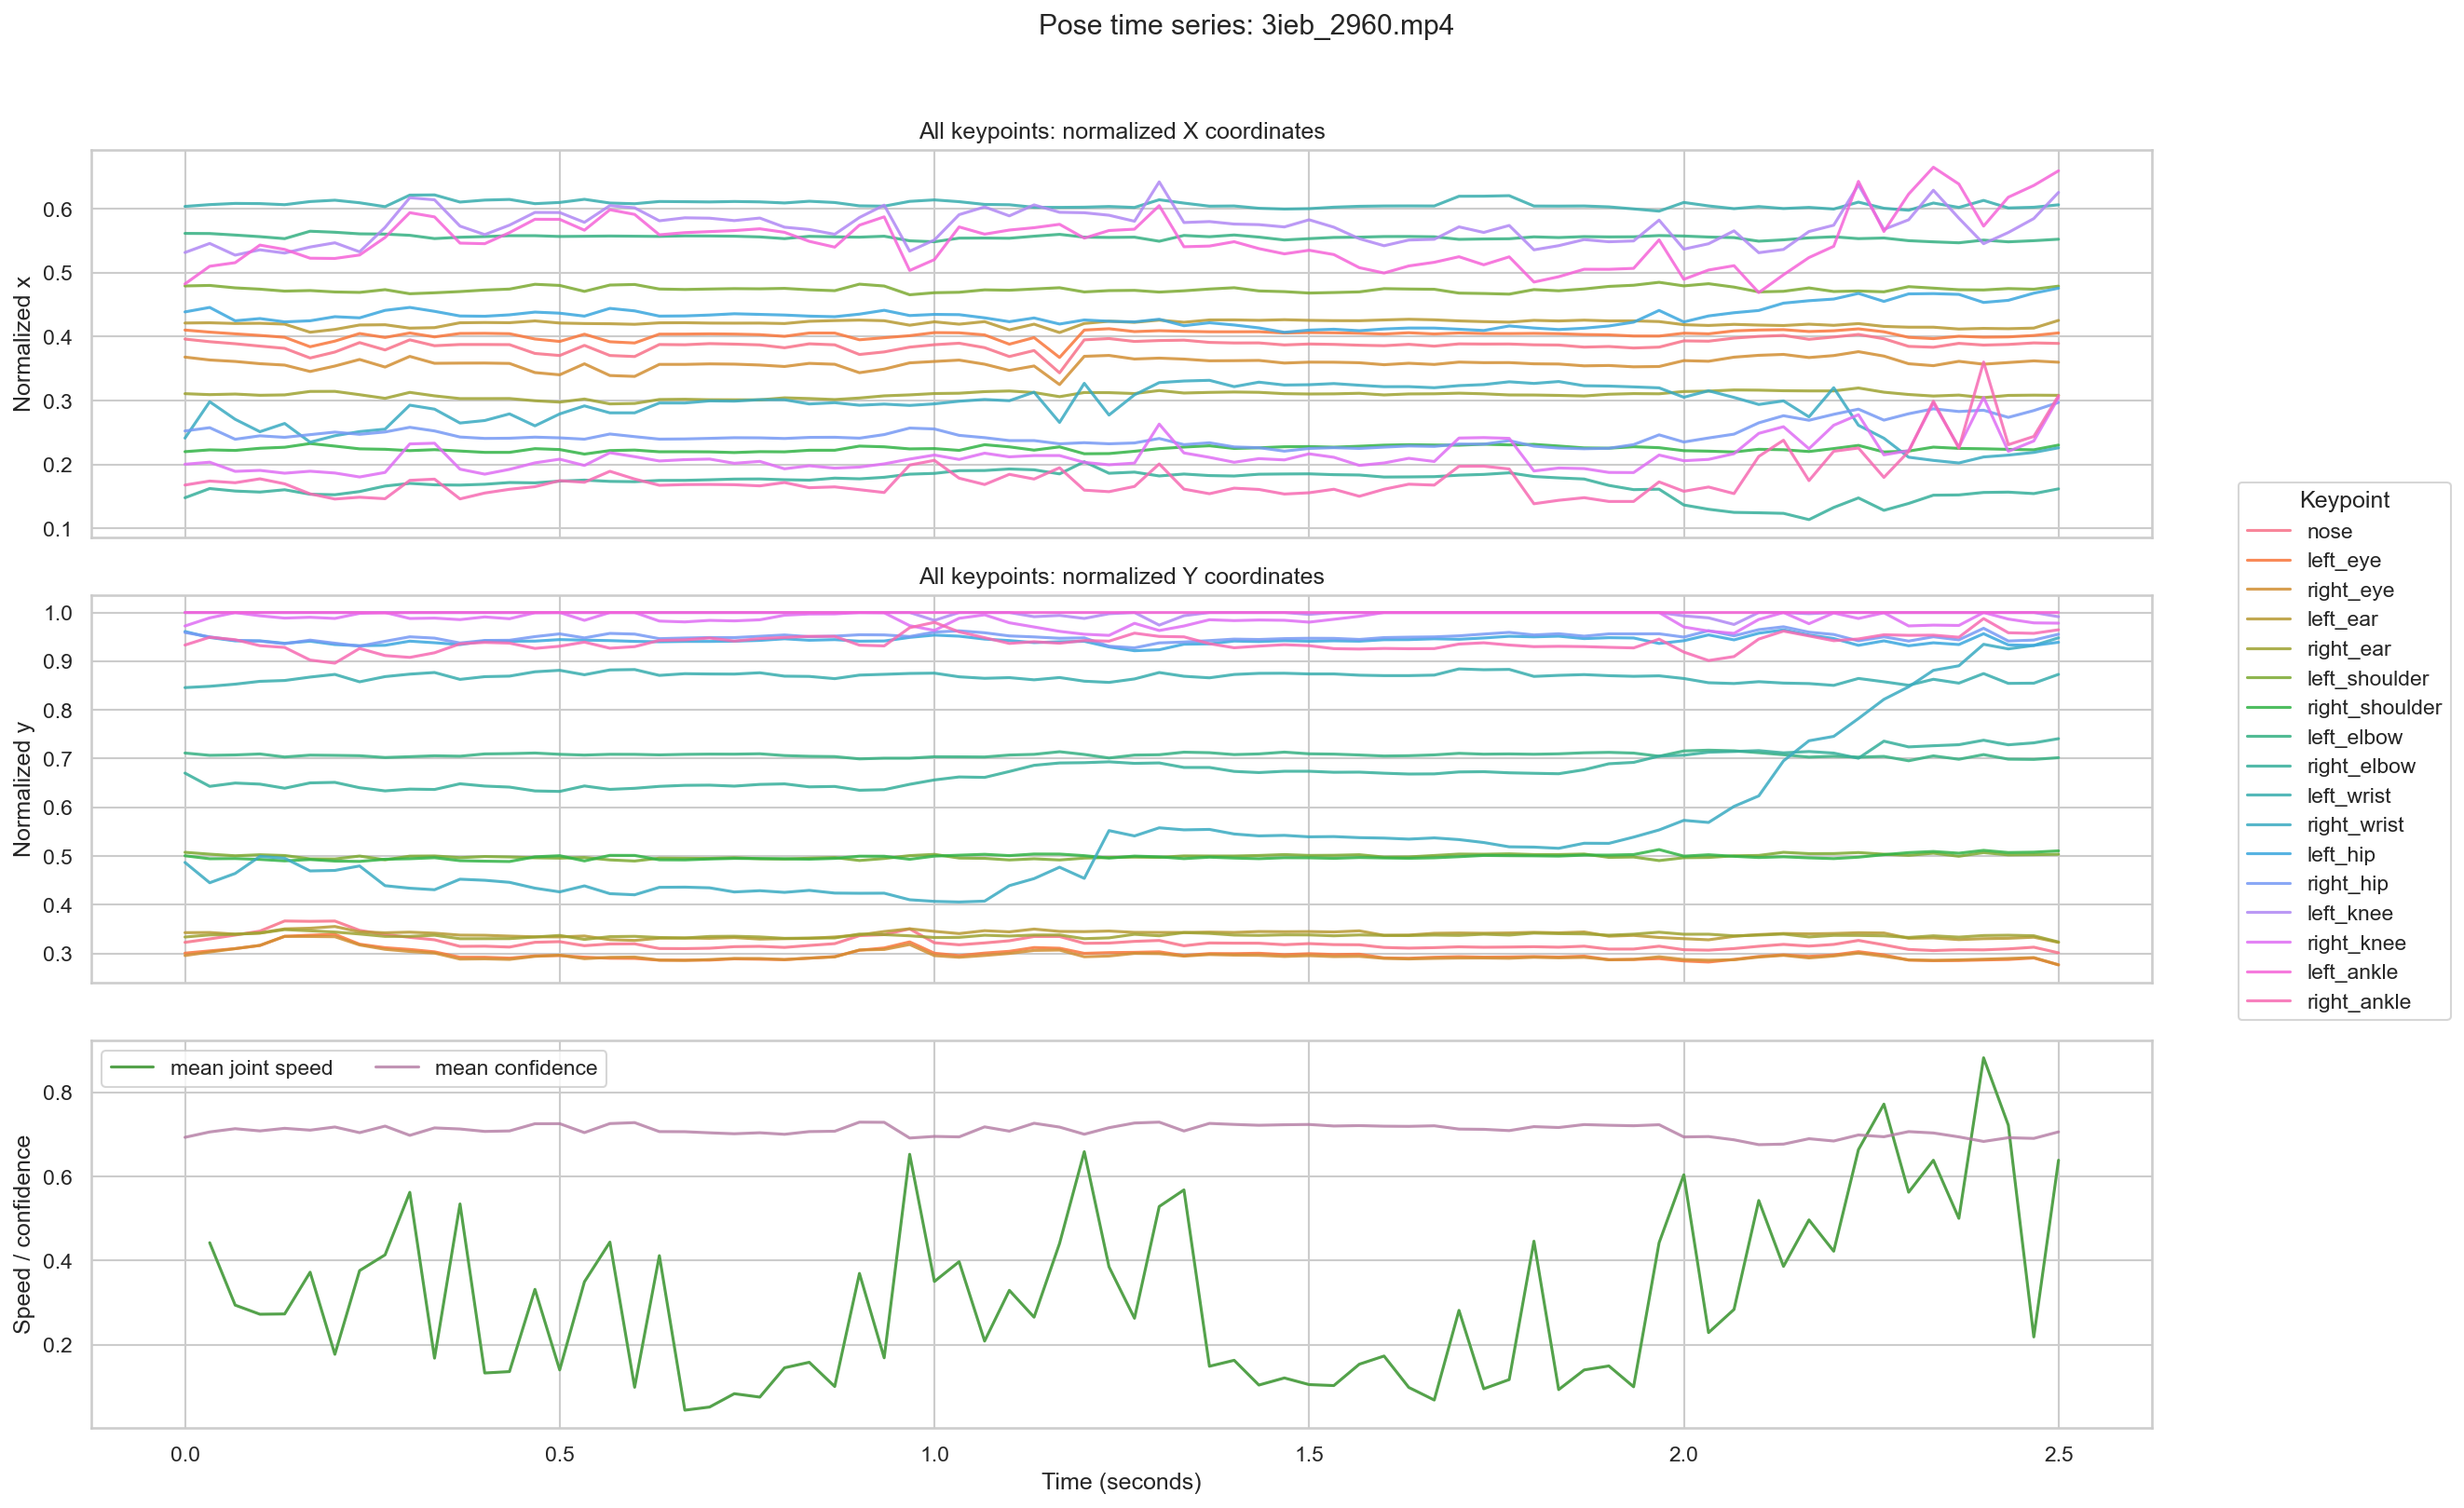 Pose time series: 3ieb_2960.mp4
All keypoints: normalized X coordinates
Normalized x
0.6
0.5
0.4
0.3
0.2
0.1
All keypoints: normalized Y coordinates
Normalized y
1.0
0.9
0.8
0.7
0.6
0.5
0.4
0.3
Keypoint
nose
left_eye
right_eye
left_ear
right_ear
left_shoulder
right_shoulder
left_elbow
right_elbow
left_wrist
right_wrist
left_hip
right_hip
left_knee
right_knee
left_ankle
right_ankle
mean joint speed
mean confidence
Speed / confidence
0.8
0.6
0.4
0.2
0.0 0.5 1.0 1.5 2.0 2.5
Time (seconds)